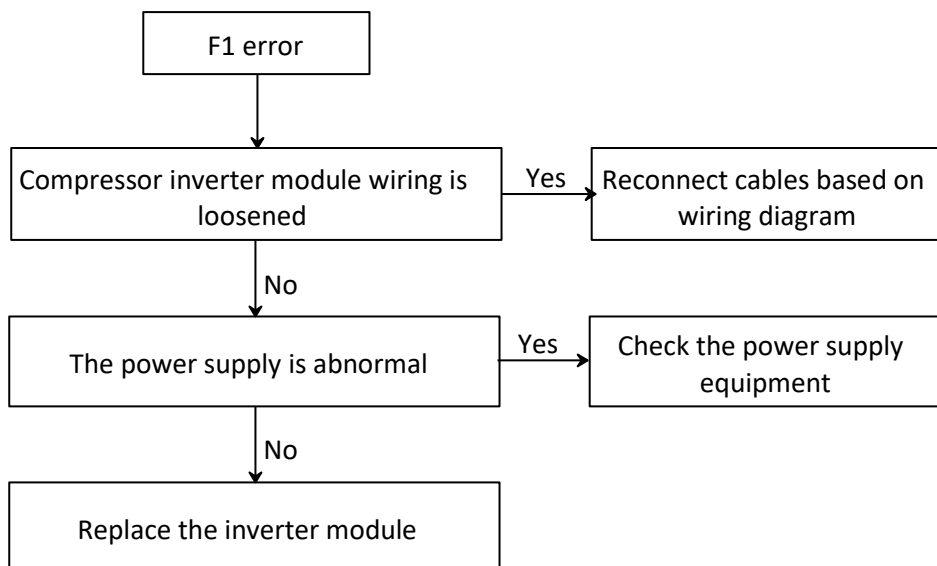 F1 error
Compressor inverter module wiring is
loosened
Yes
Reconnect cables based on
wiring diagram
No
The power supply is abnormal
Yes
Check the power supply
equipment
No
Replace the inverter module